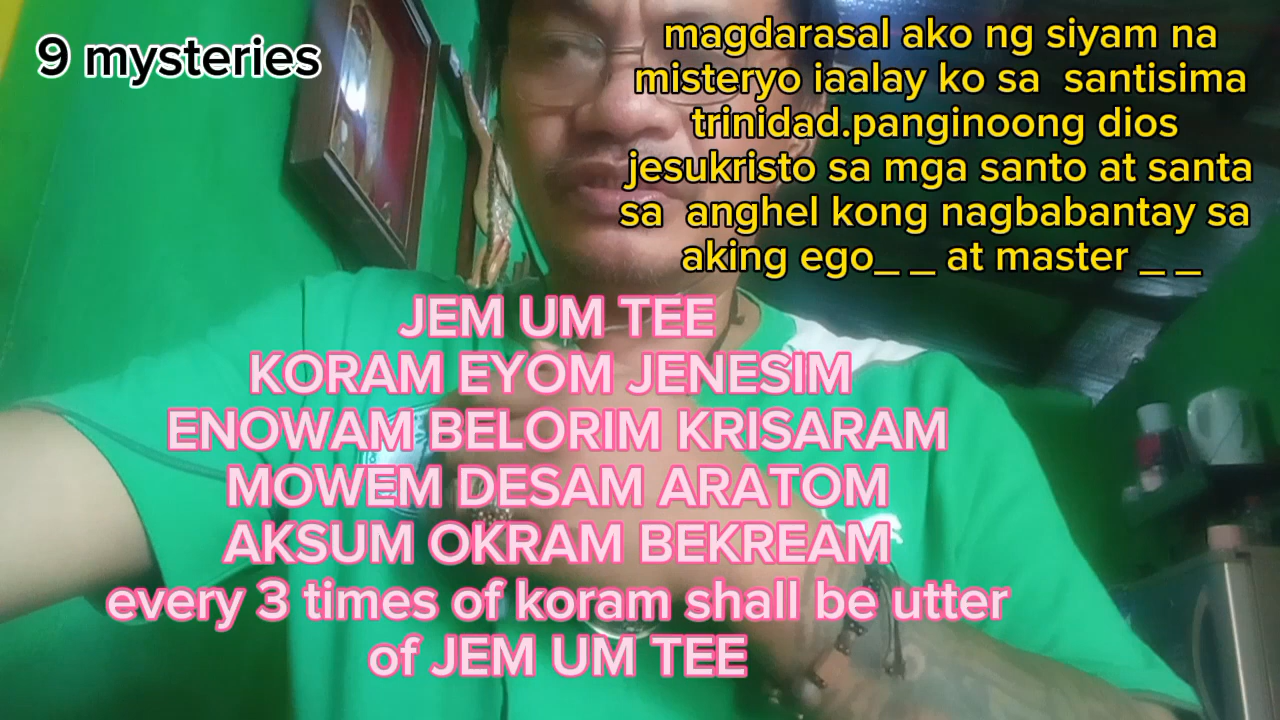 9 mysteries
magdarasal ako ng siyam na
misteryo iaalay ko sa santisima
trinidad.panginoong dios
jesukristo sa mga santo at santa
sa anghel kong nagbabantay sa
aking ego_ _ at master _ _
JEM UM TEE
KORAM EYOM JENESIM
ENOWAM BELORIM KRISARAM
MOWEM DESAM ARATOM
AKSUM OKRAM BEKREAM
every 3 times of koram shall be utter
of JEM UM TEE